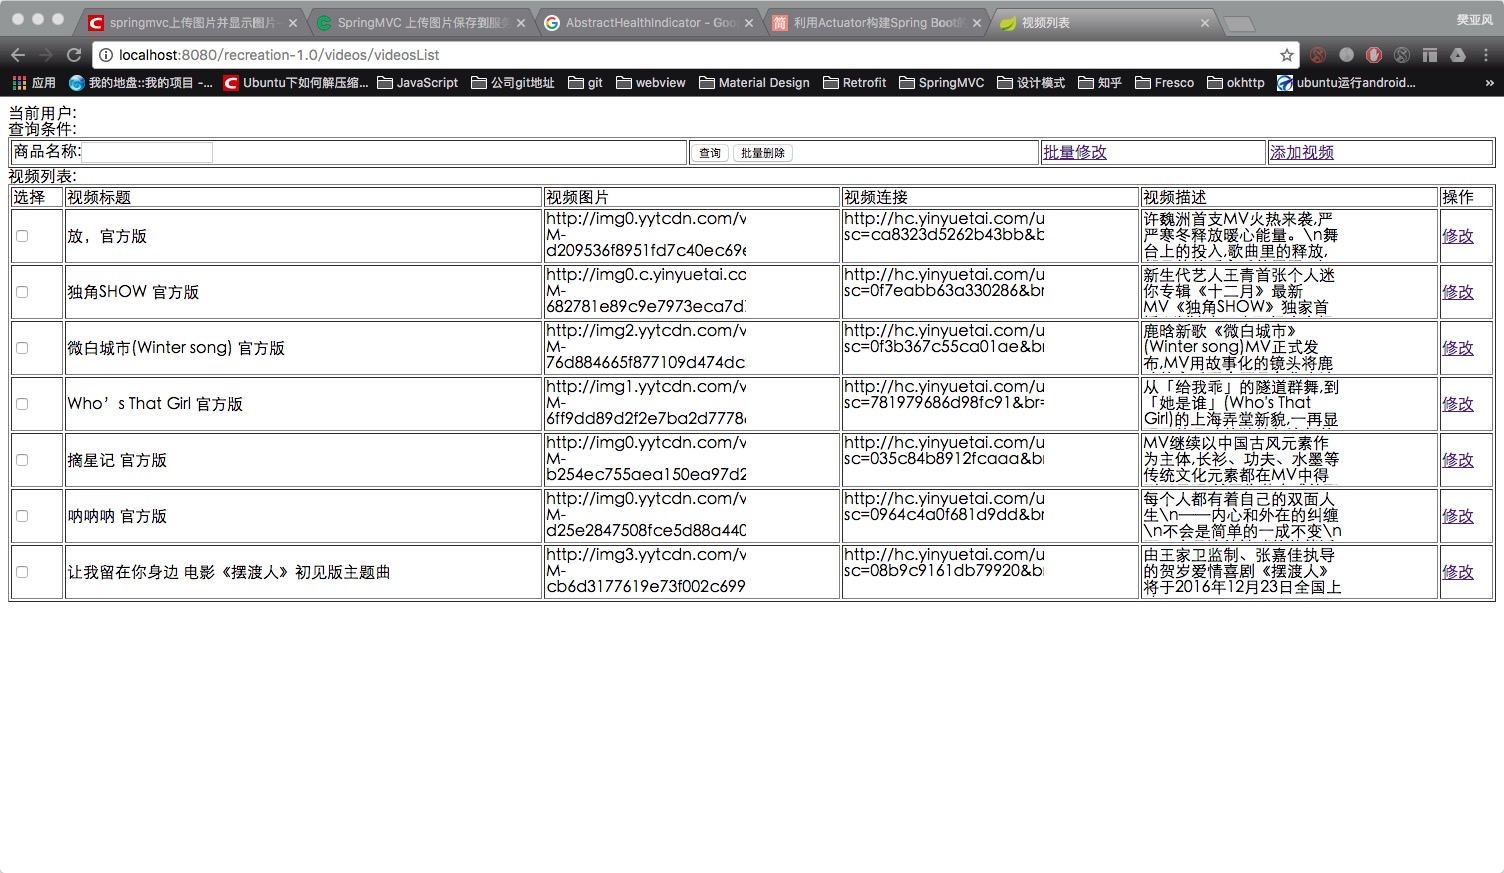 springmvc上传图片并显示图片-
SpringMVC 上传图片保存到服务
AbstractHealthIndicator - Goo
利用Actuator构建Spring Boot的
视频列表
樊亚风
localhost:8080/recreation-1.0/videos/videosList
应用 我的地盘::我的项目 -... Ubuntu下如何解压缩... JavaScript 公司git地址 git webview Material Design Retrofit SpringMVC 设计模式 知乎 Fresco okhttp ubuntu运行android... »
当前用户:
查询条件:
商品名称: 查询 批量删除 批量修改 添加视频
视频列表:
选择 视频标题 视频图片 视频连接 视频描述 操作
放，官方版
http://img0.yytcdn.com/v
M-
d209536f8951fd7c40ec69e
http://hc.yinyuetai.com/u
sc=ca8323d5262b43bb&b
许魏洲首支MV火热来袭,严
严寒冬释放暖心能量。\n舞
台上的投入,歌曲里的释放,
修改
独角SHOW 官方版
http://img0.c.yinyuetai.co
M-
682781e89c9e7973eca7d
http://hc.yinyuetai.com/u
sc=0f7eabb63a330286&br
新生代艺人王青首张个人迷
你专辑《十二月》最新
MV《独角SHOW》独家首
修改
微白城市(Winter song) 官方版
http://img2.yytcdn.com/v
M-
76d884665f877109d474dc
http://hc.yinyuetai.com/u
sc=0f3b367c55ca01ae&br
鹿晗新歌《微白城市》
(Winter song)MV正式发
布,MV用故事化的镜头将鹿
修改
Who’s That Girl 官方版
http://img1.yytcdn.com/v
M-
6ff9dd89d2f2e7ba2d7778
http://hc.yinyuetai.com/u
sc=781979686d98fc91&br=
从「给我乖」的隧道群舞,到
「她是谁」(Who's That
Girl)的上海弄堂新貌,一再显
修改
摘星记 官方版
http://img0.yytcdn.com/v
M-
b254ec755aea150ea97d2
http://hc.yinyuetai.com/u
sc=035c84b8912fcaaa&b
MV继续以中国古风元素作
为主体,长衫、功夫、水墨等
传统文化元素都在MV中得
修改
呐呐呐 官方版
http://img0.yytcdn.com/v
M-
d25e2847508fce5d88a440
http://hc.yinyuetai.com/u
sc=0964c4a0f681d9dd&b
每个人都有着自己的双面人
生\n——内心和外在的纠缠
\n不会是简单的一成不变\n
修改
让我留在你身边 电影《摆渡人》初见版主题曲
http://img3.yytcdn.com/v
M-
cb6d3177619e73f002c699
http://hc.yinyuetai.com/u
sc=08b9c9161db79920&b
由王家卫监制、张嘉佳执导
的贺岁爱情喜剧《摆渡人》
将于2016年12月23日全国上
修改